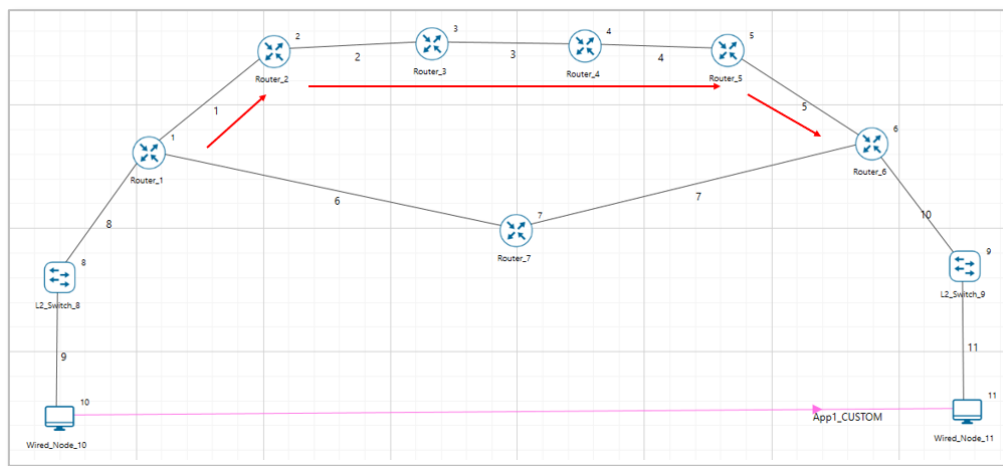 2
Router_2
2
3
Router_3
3
4
Router_4
4
5
Router_5
1
5
1
Router_1
6
Router_6
6
7
7
Router_7
8
10
8
L2_Switch_8
9
L2_Switch_9
9
11
10
Wired_Node_10
App1_CUSTOM
11
Wired_Node_11